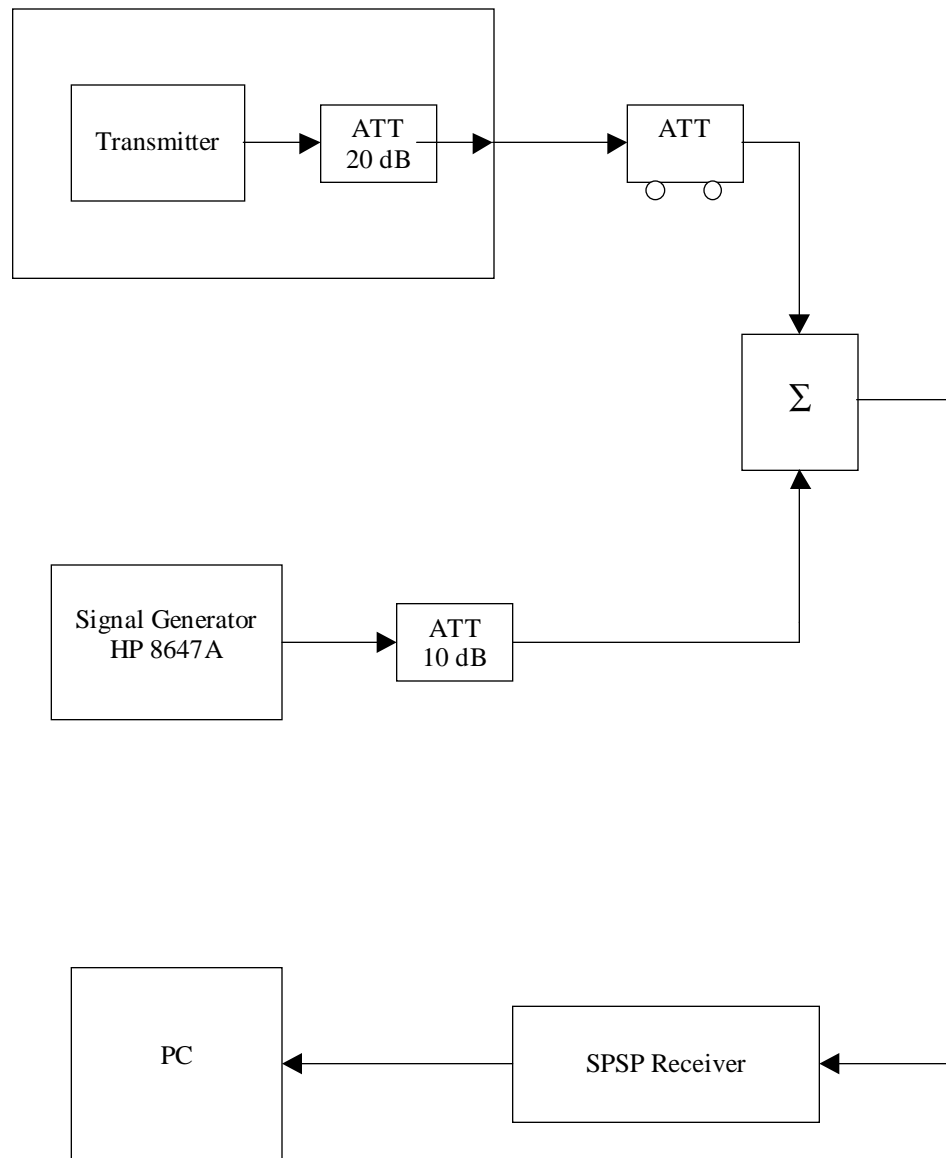 Transmitter
ATT
20 dB
ATT
Σ
Signal Generator
HP 8647A
ATT
10 dB
PC
SPSP Receiver